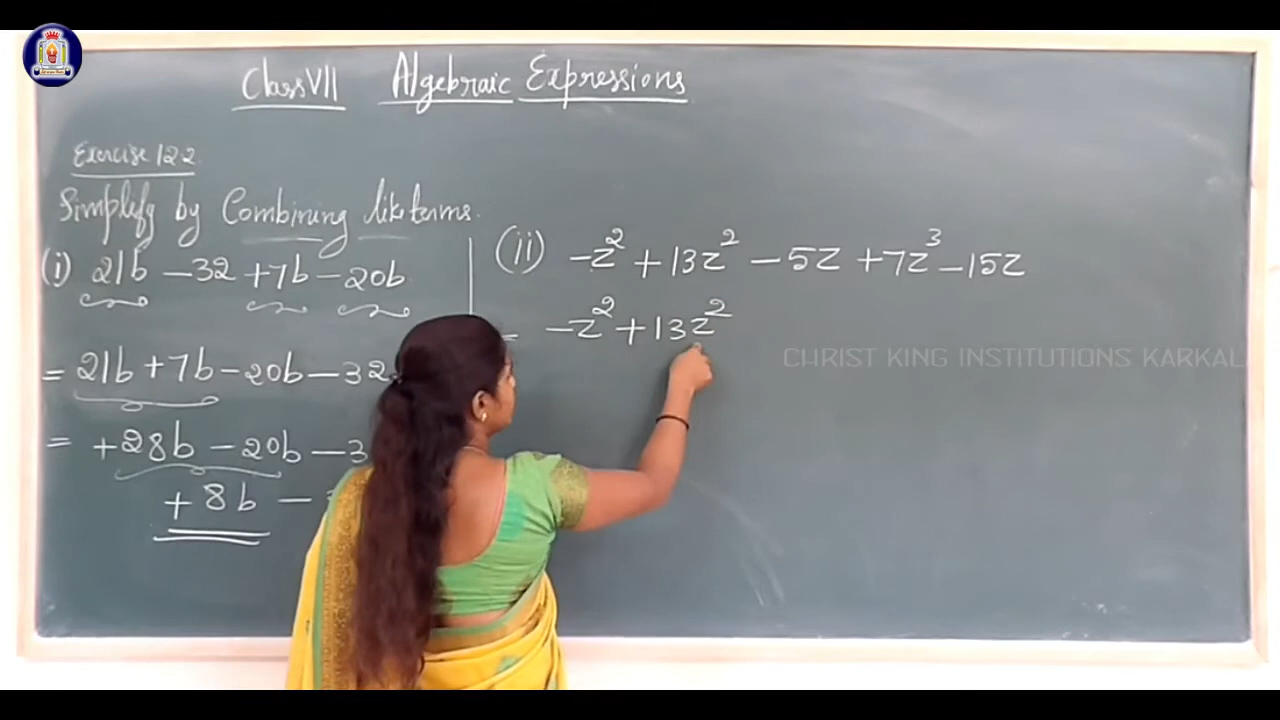 Class VII Algebraic Expressions
Exercise 12.2
Simplify by Combining like terms.
(i) 21b - 32 + 7b - 20b
= 21b + 7b - 20b - 32
= +28b - 20b - 3
+ 8b -
(ii) -z² + 13z² - 5z + 7z³ - 15z
= -z² + 13z²
CHRIST KING INSTITUTIONS KARKAL